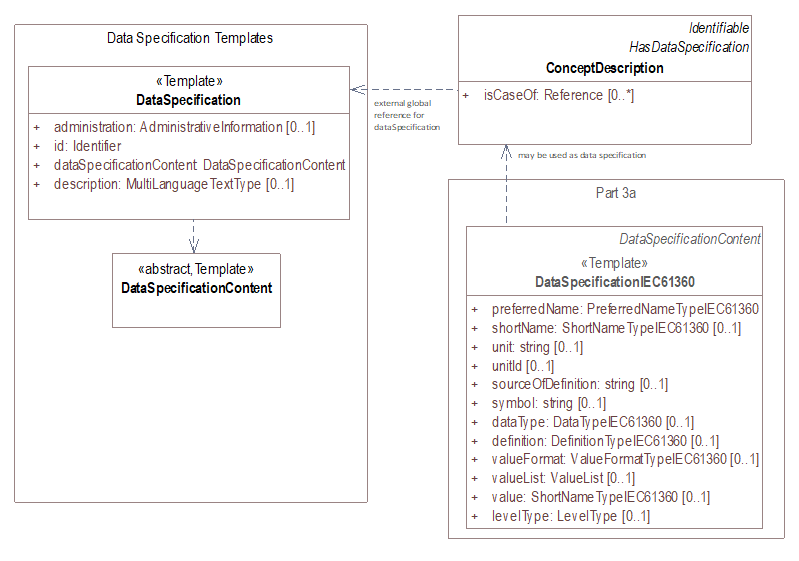 Data Specification Templates
«Template»
DataSpecification
+ administration: AdministrativeInformation [0..1]
+ id: Identifier
+ dataSpecificationContent: DataSpecificationContent
+ description: MultiLanguageTextType [0..1]
«abstract,Template»
DataSpecificationContent
external global
reference for
dataSpecification
Identifiable
HasDataSpecification
ConceptDescription
+ isCaseOf: Reference [0..*]
may be used as data specification
Part 3a
DataSpecificationContent
«Template»
DataSpecificationIEC61360
+ preferredName: PreferredNameTypeIEC61360
+ shortName: ShortNameTypeIEC61360 [0..1]
+ unit: string [0..1]
+ unitId [0..1]
+ sourceOfDefinition: string [0..1]
+ symbol: string [0..1]
+ dataType: DataTypeIEC61360 [0..1]
+ definition: DefinitionTypeIEC61360 [0..1]
+ valueFormat: ValueFormatTypeIEC61360 [0..1]
+ valueList: ValueList [0..1]
+ value: ShortNameTypeIEC61360 [0..1]
+ levelType: LevelType [0..1]